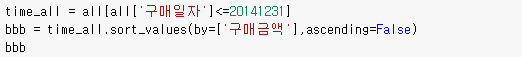 time_all = all[all['구매일자']<=20141231]
bbb = time_all.sort_values(by=['구매금액'],ascending=False)
bbb